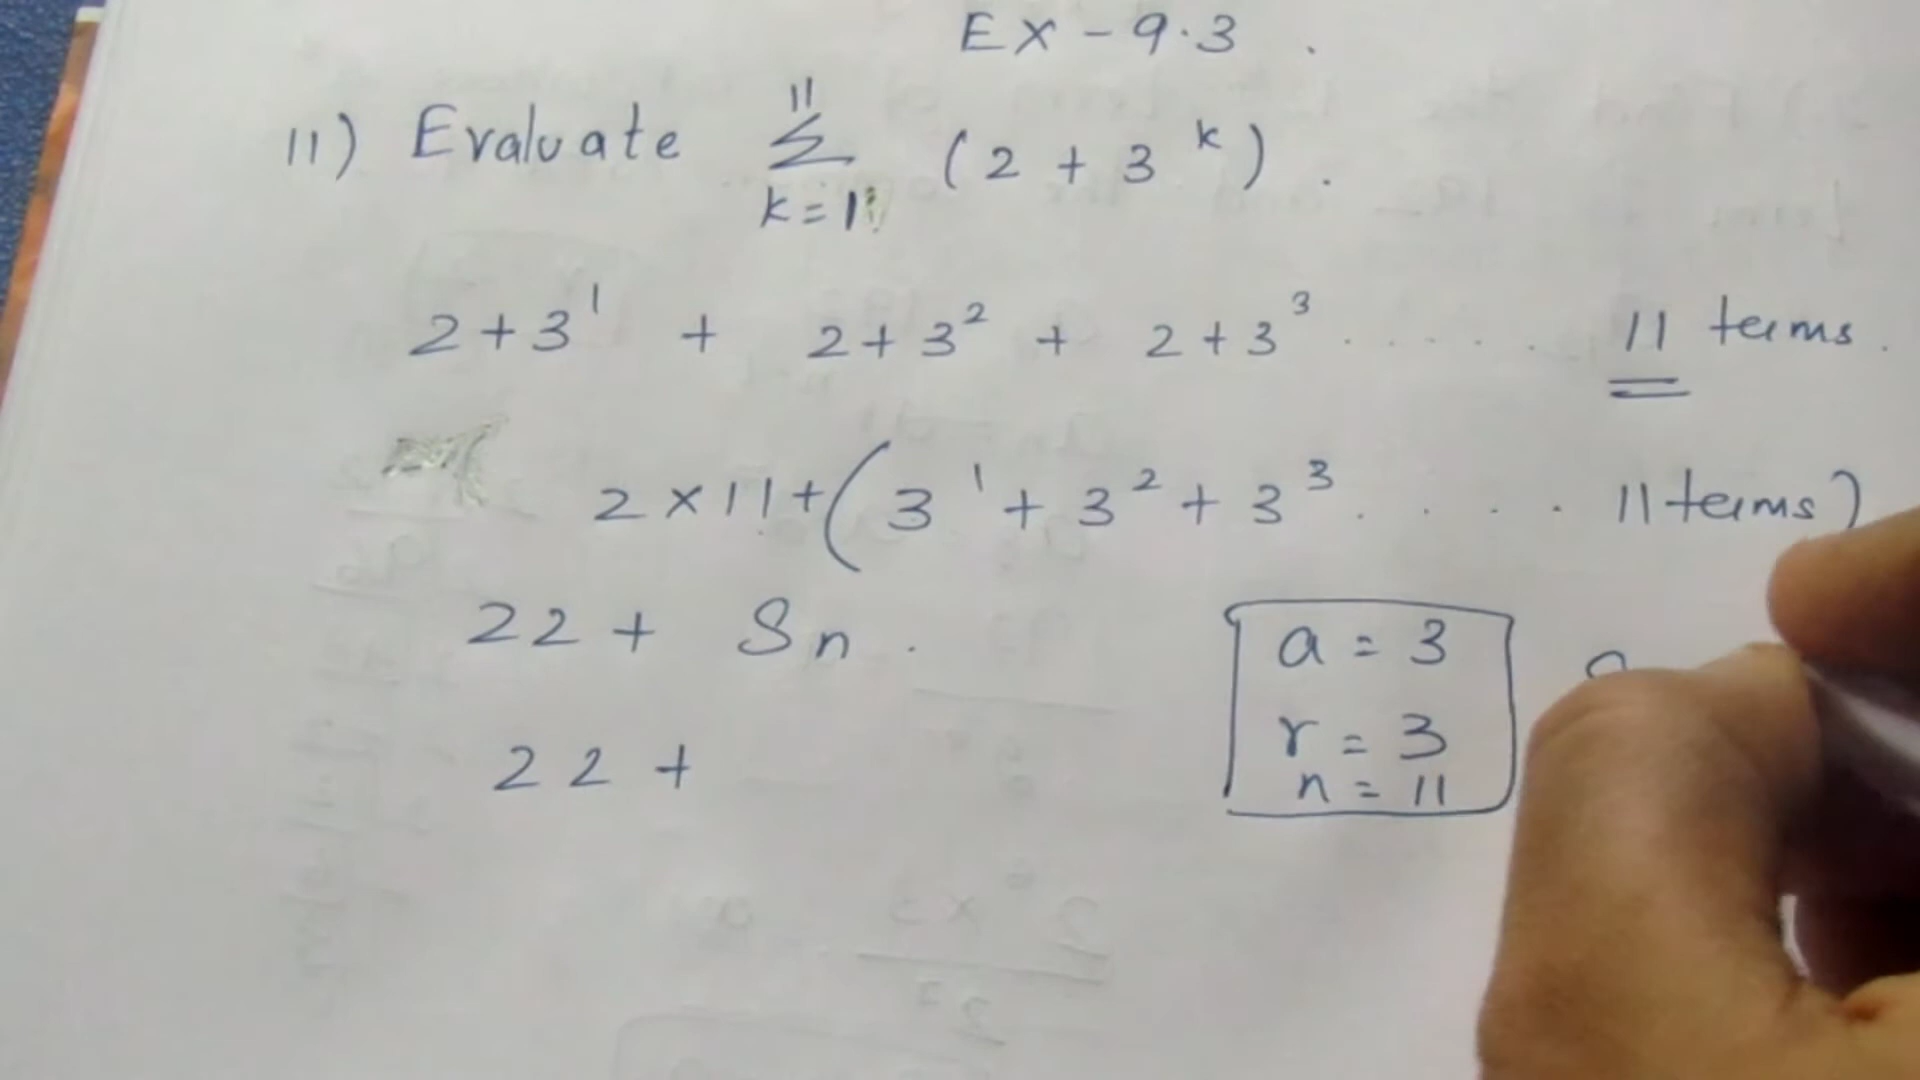 EX - 9.3 .
11) Evaluate 11 Σ k=1 (2 + 3^k) .
2+3^1 + 2+3^2 + 2+3^3 ..... 11 terms.
2×11+(3^1+3^2+3^3 .... 11 terms)
22 + Sn .
a = 3
r = 3
n = 11
22 +